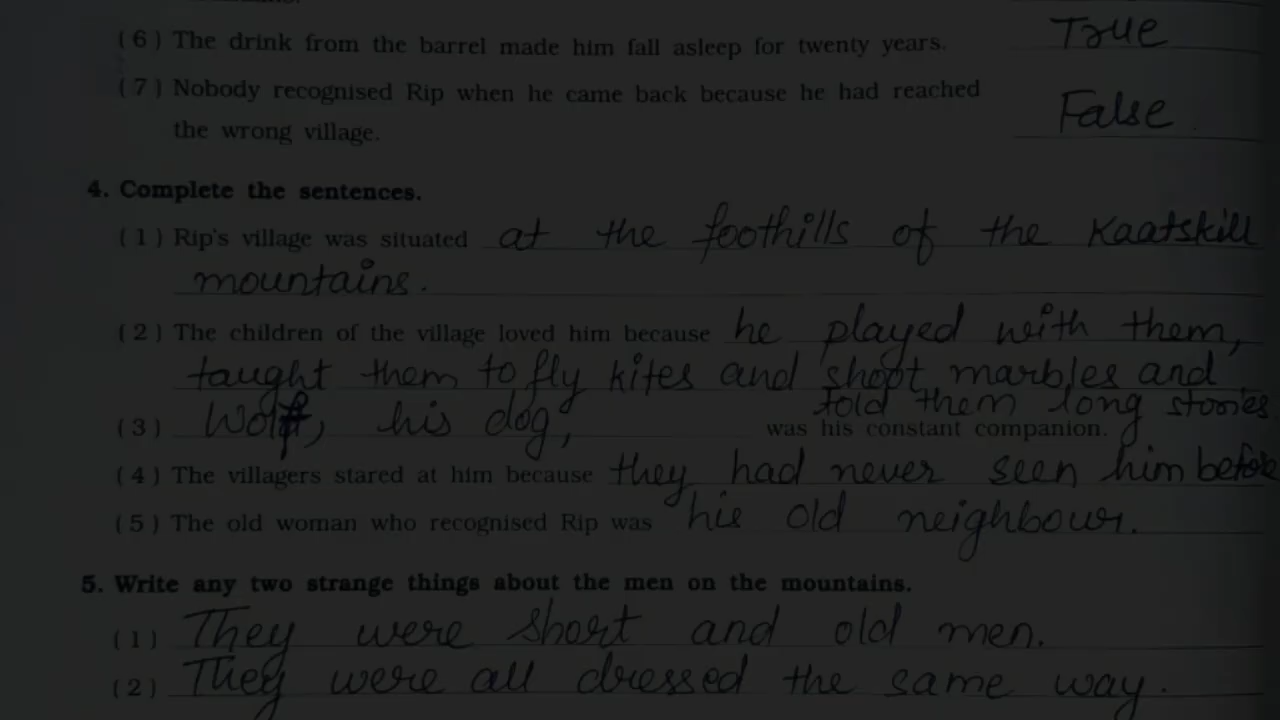 (6) The drink from the barrel made him fall asleep for twenty years. True
(7) Nobody recognised Rip when he came back because he had reached
the wrong village. False
4. Complete the sentences.
(1) Rip's village was situated at the foothills of the Kaatskill
mountains.
(2) The children of the village loved him because he played with them,
taught them to fly kites and shoot marbles and
told them long stories
(3) Wolf, his dog, was his constant companion.
(4) The villagers stared at him because they had never seen him before
(5) The old woman who recognised Rip was his old neighbour.
5. Write any two strange things about the men on the mountains.
(1) They were short and old men.
(2) They were all dressed the same way.